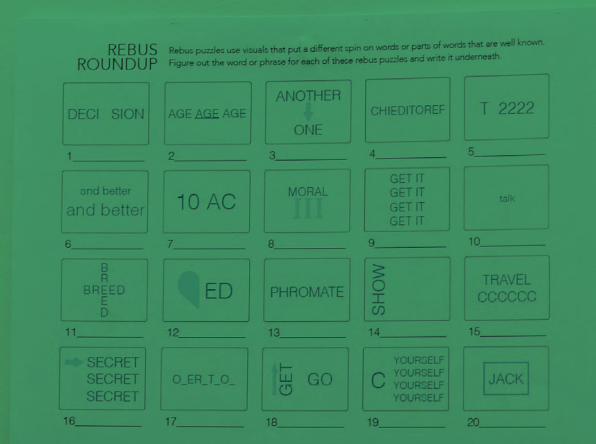 REBUS ROUNDUP
Rebus puzzles use visuals that put a different spin on words or parts of words that are well known.
Figure out the word or phrase for each of these rebus puzzles and write it underneath.
DECI SION
1
AGE AGE AGE
2
ANOTHER
ONE
3
CHIEDITOREF
4
T 2222
5
and better
and better
6
10 AC
7
MORAL
III
8
GET IT
GET IT
GET IT
GET IT
9
talk
10
B
R
BREED
E
D
11
ED
12
PHROMATE
13
SHOW
14
TRAVEL
CCCCCC
15
SECRET
SECRET
SECRET
16
O_ER_T_O_
17
GET GO
18
C
YOURSELF
YOURSELF
YOURSELF
YOURSELF
19
JACK
20